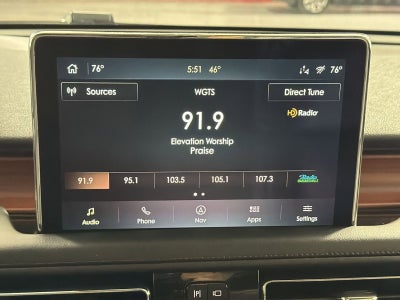 76° 5:51 46° 4 76°
Sources WGTS Direct Tune
91.9 HD Radio
Elevation Worship
Praise
91.9 95.1 103.5 105.1 107.3
Audio Phone Nav Apps Settings
P